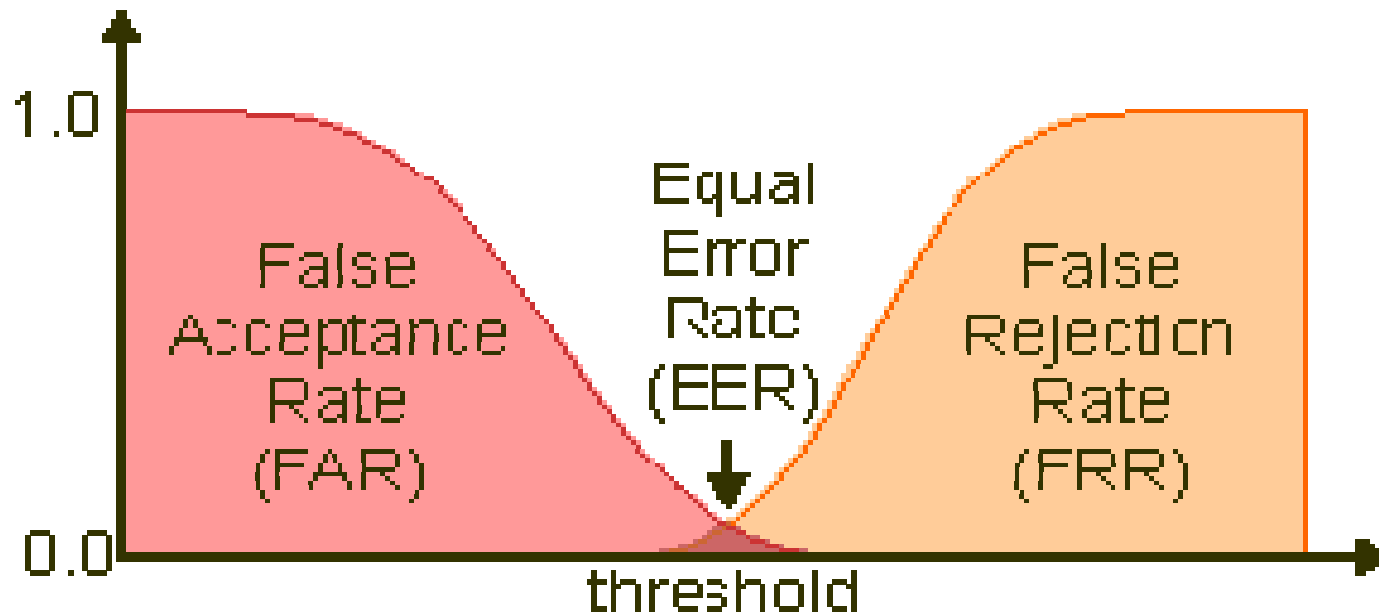 1.0
False
Acceptance
Rate
(FAR)
Equal
Error
Rate
(EER)
False
Rejection
Rate
(FRR)
0.0
threshold